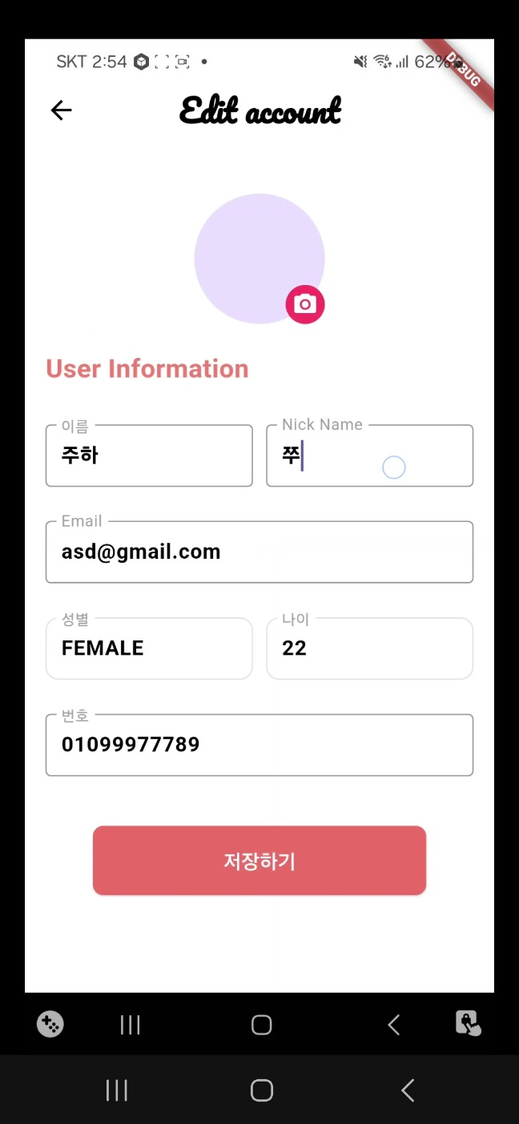 SKT 2:54 62%
DEBUG
Edit account
User Information
이름
Nick Name
주하
쭈
Email
asd@gmail.com
성별
나이
FEMALE
22
번호
01099977789
저장하기